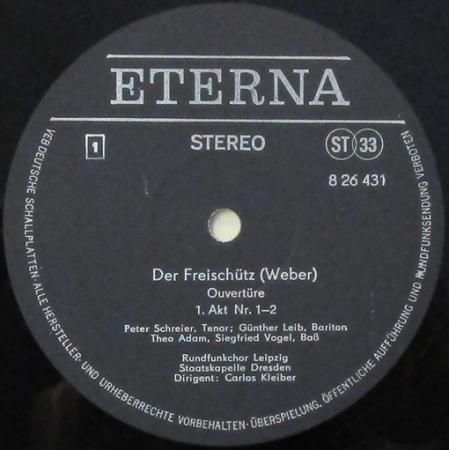 ETERNA
1
STEREO
ST 33
8 26 431
Der Freischütz (Weber)
Ouvertüre
1. Akt Nr. 1–2
Peter Schreier, Tenor; Günther Leib, Bariton
Theo Adam, Siegfried Vogel, Baß
Rundfunkchor Leipzig
Staatskapelle Dresden
Dirigent: Carlos Kleiber
VEB DEUTSCHE SCHALLPLATTEN · ALLE HERSTELLER- UND URHEBERRECHTE VORBEHALTEN · ÜBERSPIELUNG, ÖFFENTLICHE AUFFÜHRUNG UND RUNDFUNKSENDUNG VERBOTEN